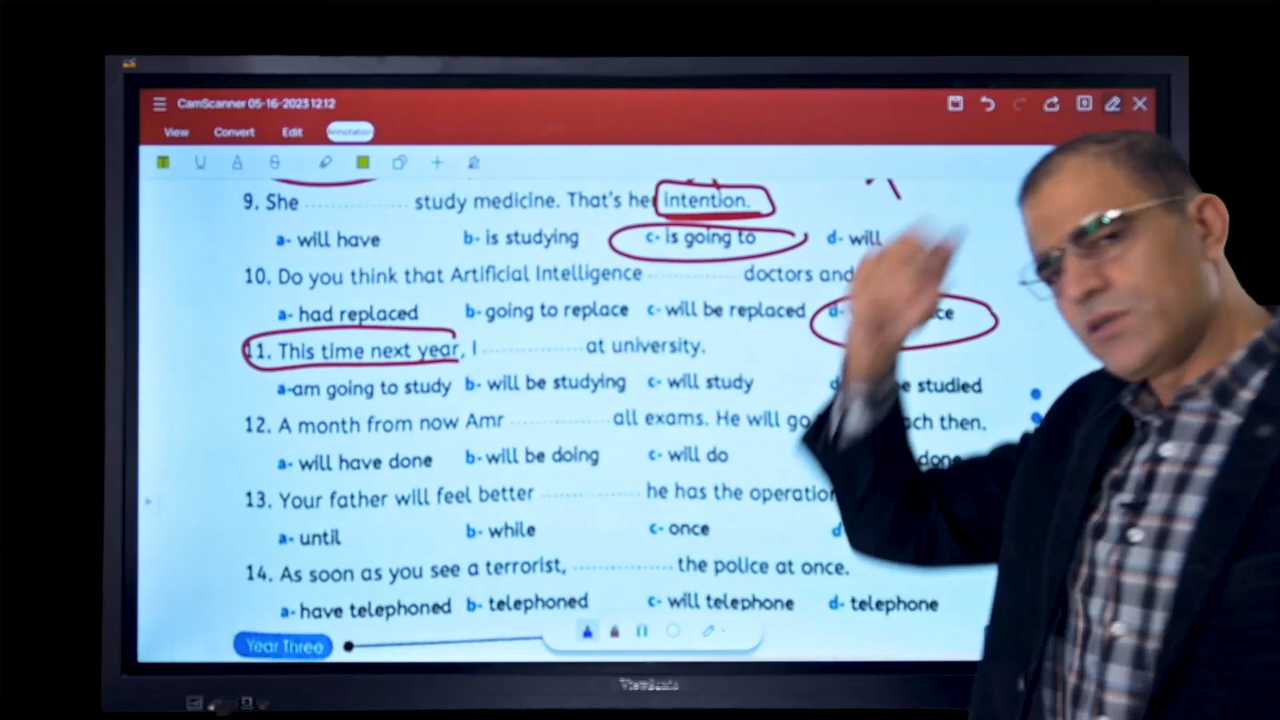 CamScanner 05-16-2023 12.12
View Convert Edit Annotation
9. She ............ study medicine. That's her intention.
a- will have b- is studying c- is going to d- will
10. Do you think that Artificial Intelligence ............ doctors and
a- had replaced b- going to replace c- will be replaced d-
11. This time next year, I ............ at university.
a-am going to study b- will be studying c- will study studied
12. A month from now Amr ............ all exams. He will then.
a- will have done b- will be doing c- will do done
13. Your father will feel better ............ he has the operation
a- until b- while c- once d
14. As soon as you see a terrorist, ............ the police at once.
a- have telephoned b- telephoned c- will telephone d- telephone
Year Three
ViewSonic